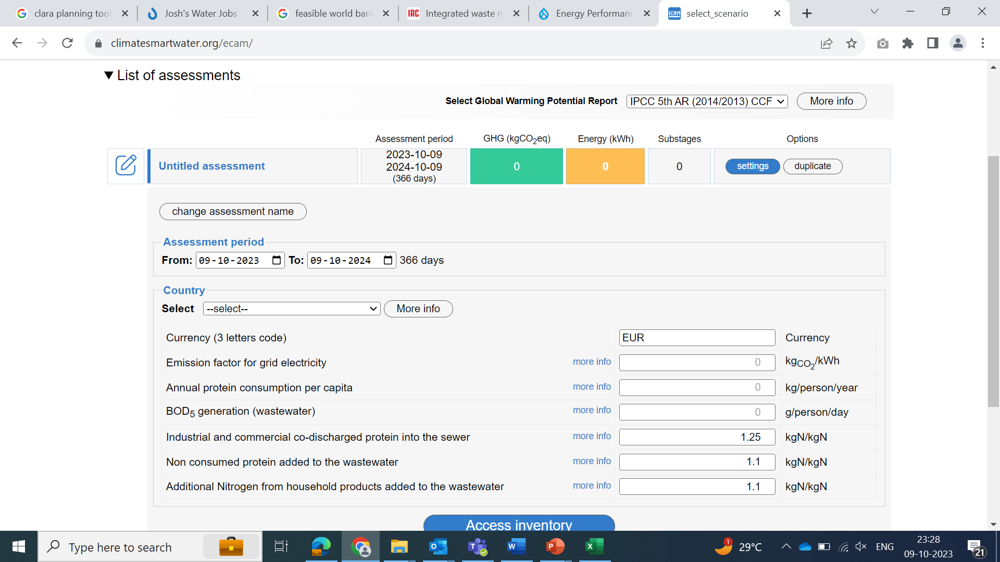 clara planning tool
Josh's Water Jobs -
feasible world ban
IRC Integrated waste m
Energy Performanc
ECAM select_scenario
climatesmartwater.org/ecam/
List of assessments
Select Global Warming Potential Report IPCC 5th AR (2014/2013) CCF More info
Assessment period GHG (kgCO2eq) Energy (kWh) Substages Options
Untitled assessment
2023-10-09
2024-10-09
(366 days)
0 0 0 settings duplicate
change assessment name
Assessment period
From: 09-10-2023 To: 09-10-2024 366 days
Country
Select --select-- More info
Currency (3 letters code) EUR Currency
Emission factor for grid electricity more info 0 kgCO2/kWh
Annual protein consumption per capita more info 0 kg/person/year
BOD5 generation (wastewater) more info 0 g/person/day
Industrial and commercial co-discharged protein into the sewer more info 1.25 kgN/kgN
Non consumed protein added to the wastewater more info 1.1 kgN/kgN
Additional Nitrogen from household products added to the wastewater more info 1.1 kgN/kgN
Access inventory
Type here to search
1 29°C ENG
23:28
09-10-2023
21